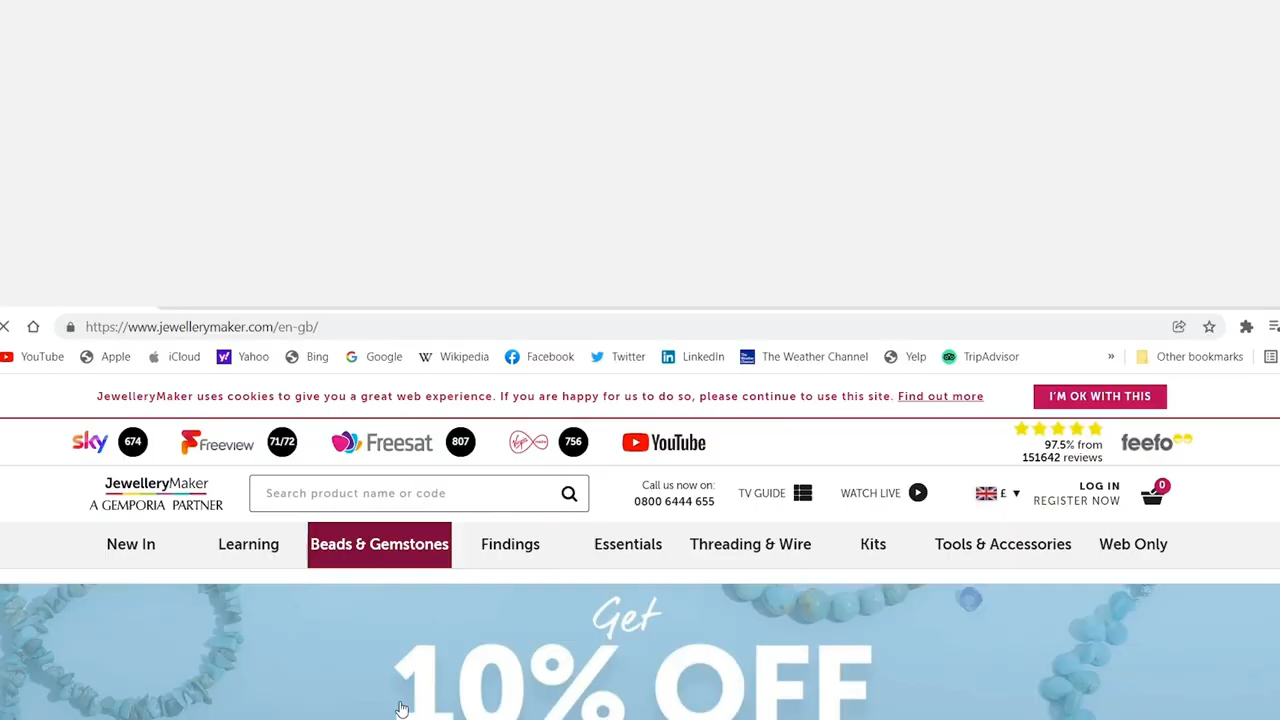 https://www.jewellerymaker.com/en-gb/
YouTube Apple iCloud Yahoo Bing Google Wikipedia Facebook Twitter LinkedIn The Weather Channel Yelp TripAdvisor » Other bookmarks
JewelleryMaker uses cookies to give you a great web experience. If you are happy for us to do so, please continue to use this site. Find out more
I'M OK WITH THIS
sky 674 Freeview 71/72 Freesat 807 756 YouTube
97.5% from
151642 reviews
feefo
JewelleryMaker
A GEMPORIA PARTNER
Search product name or code
Call us now on:
0800 6444 655
TV GUIDE
WATCH LIVE
£
LOG IN
REGISTER NOW
0
New In Learning Beads & Gemstones Findings Essentials Threading & Wire Kits Tools & Accessories Web Only
Get
10% OFF